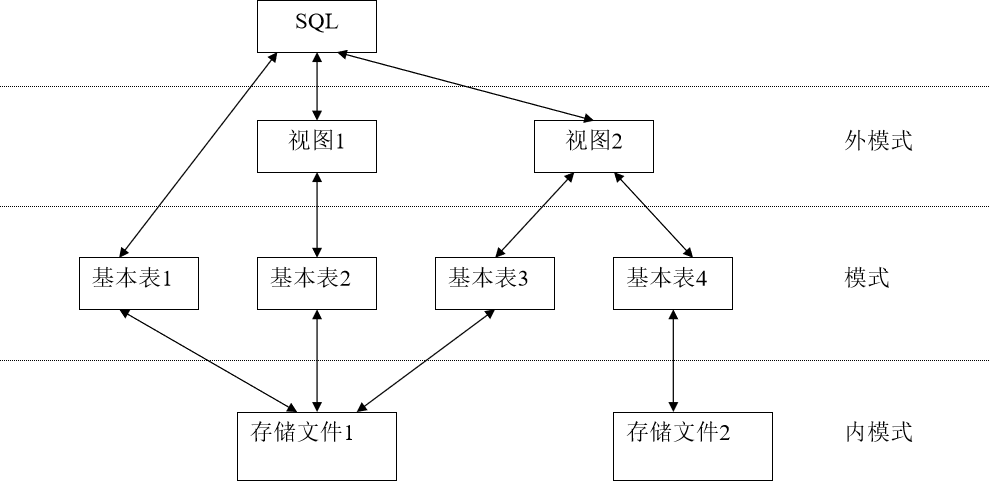 SQL
视图1
视图2
外模式
基本表1
基本表2
基本表3
基本表4
模式
存储文件1
存储文件2
内模式